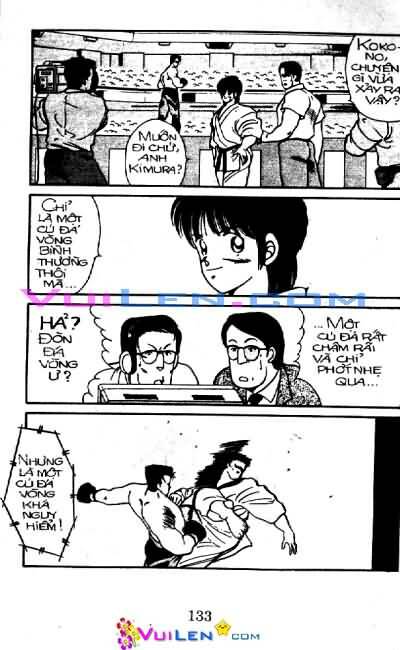 KOKO-
NO,
CHUYỆN
GÌ VỪA
XẢY RA
VẬY?
MUỐN
ĐI CHỨ,
ANH
KIMURA?
CHỈ
LÀ MỘT
CÚ ĐÁ
VÒNG
BÌNH
THƯỜNG
THÔI
MÀ...
VuiLen.com
HẢ?
ĐÒN
ĐÁ
VÒNG
Ư?
... MỘT
CÚ ĐÁ RẤT
CHẬM RÃI
VÀ CHỈ
PHỚT NHẸ
QUA...
NHƯNG
LÀ MỘT
CÚ ĐÁ
VÒNG
KHÁ
NGUY
HIỂM!
133
VuiLen.com